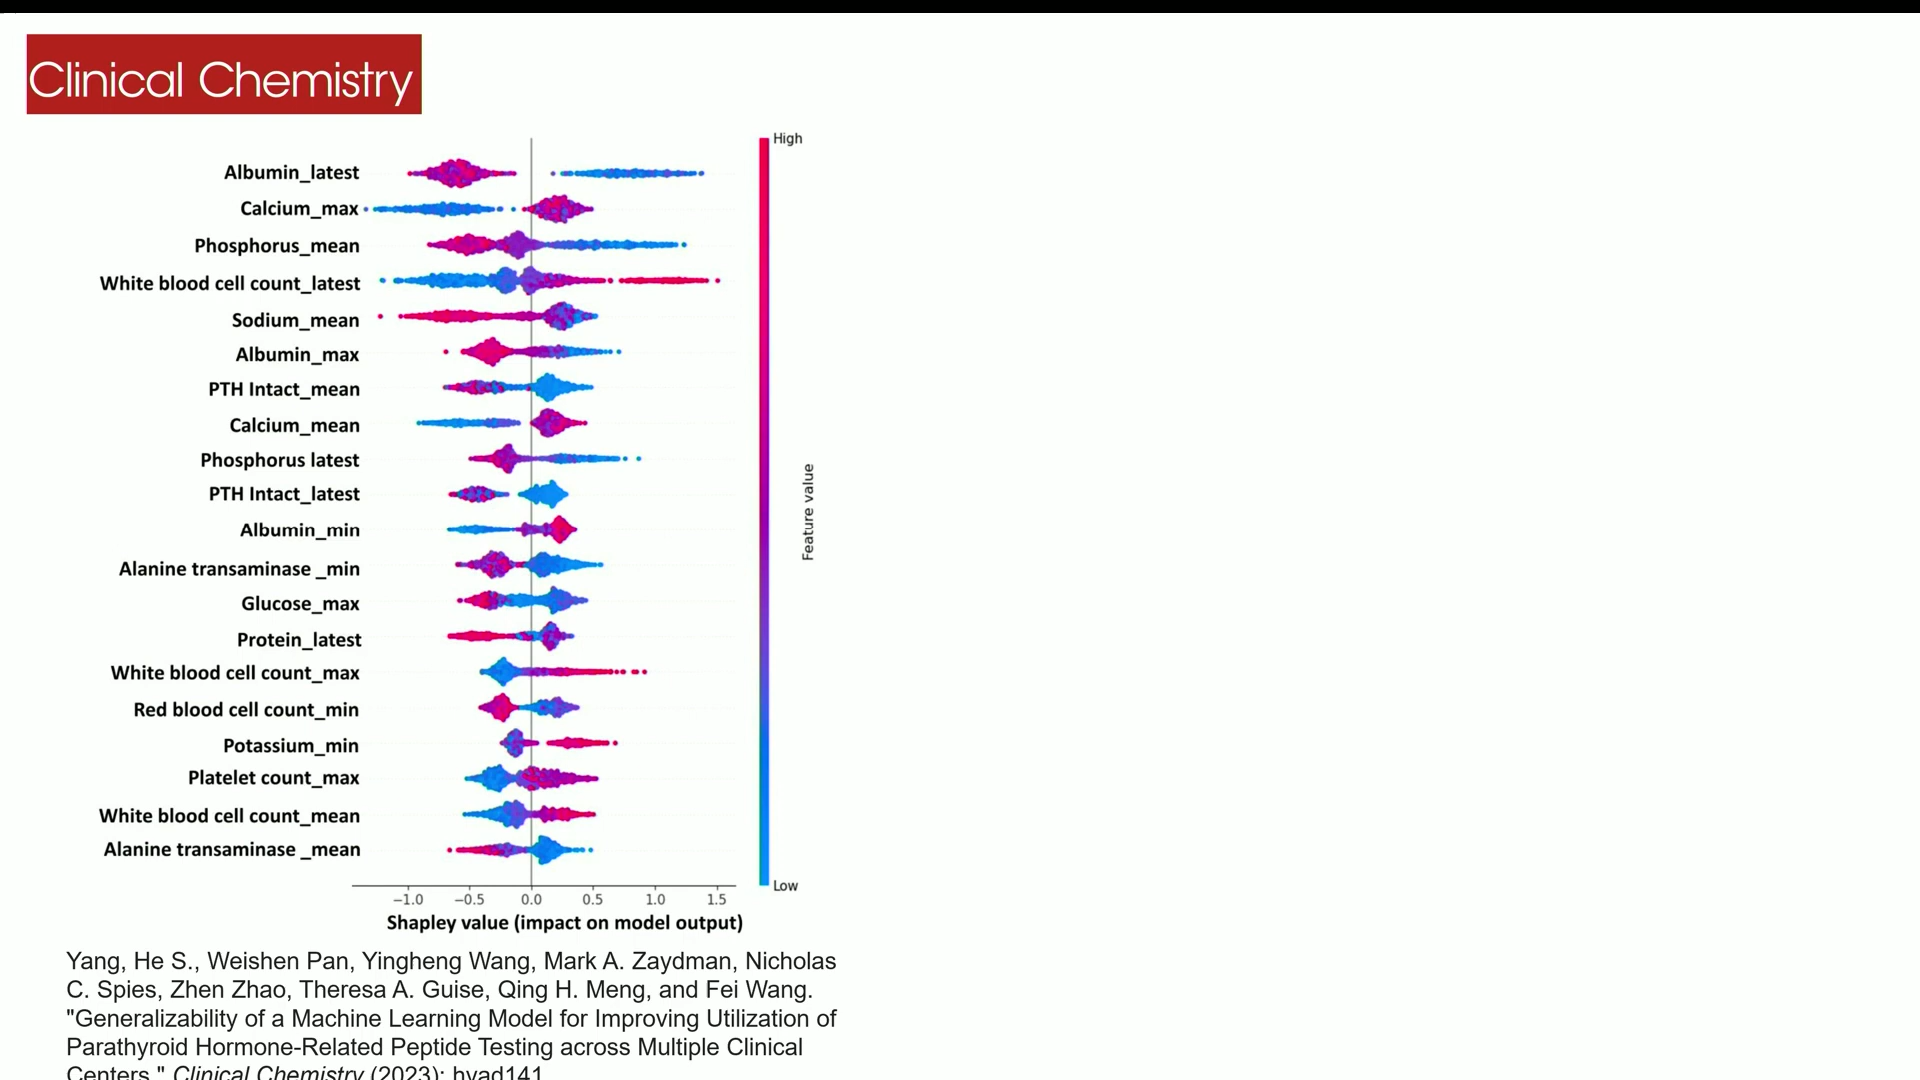 Clinical Chemistry
High
Albumin_latest
Calcium_max
Phosphorus_mean
White blood cell count_latest
Sodium_mean
Albumin_max
PTH Intact_mean
Calcium_mean
Phosphorus latest
PTH Intact_latest
Albumin_min
Alanine transaminase _min
Glucose_max
Protein_latest
White blood cell count_max
Red blood cell count_min
Potassium_min
Platelet count_max
White blood cell count_mean
Alanine transaminase _mean
Feature value
Low
−1.0 −0.5 0.0 0.5 1.0 1.5
Shapley value (impact on model output)
Yang, He S., Weishen Pan, Yingheng Wang, Mark A. Zaydman, Nicholas
C. Spies, Zhen Zhao, Theresa A. Guise, Qing H. Meng, and Fei Wang.
"Generalizability of a Machine Learning Model for Improving Utilization of
Parathyroid Hormone-Related Peptide Testing across Multiple Clinical
Centers." Clinical Chemistry (2023): hvad141.